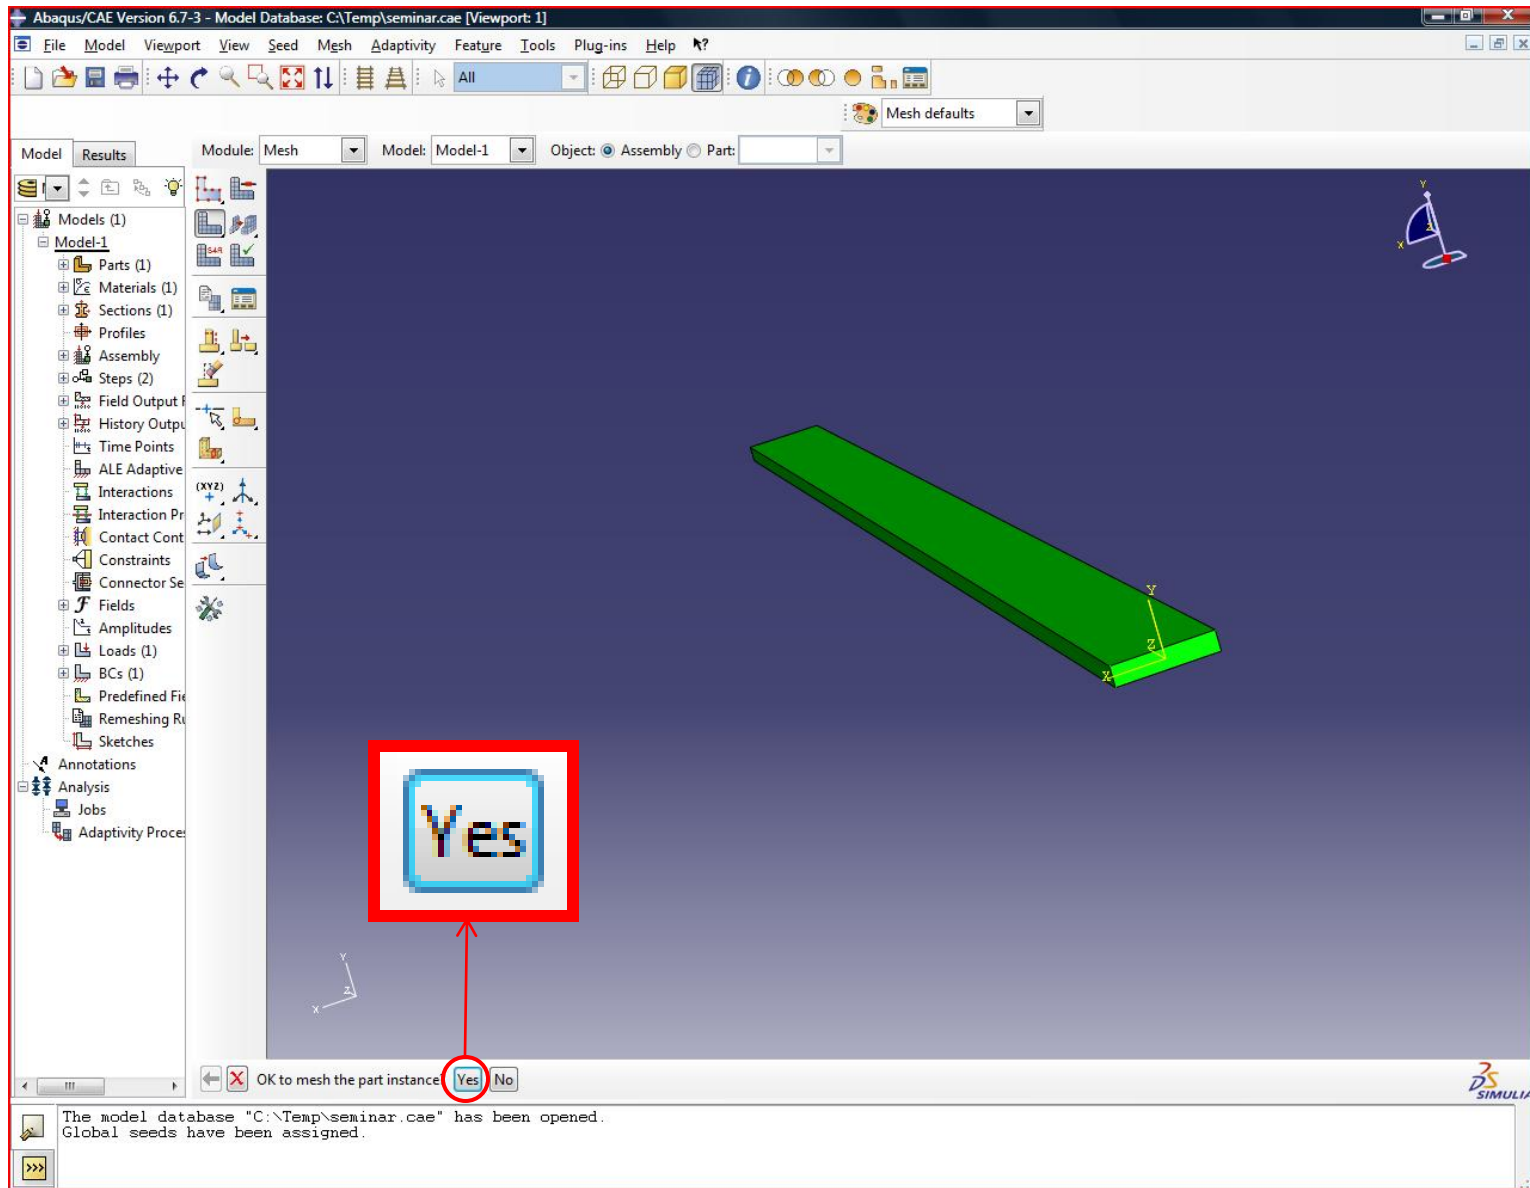 Abaqus/CAE Version 6.7-3 - Model Database: C:\Temp\seminar.cae [Viewport: 1]
File Model Viewport View Seed Mesh Adaptivity Feature Tools Plug-ins Help
All
Mesh defaults
Model Results
Module: Mesh Model: Model-1 Object: Assembly Part:
Models (1)
Model-1
Parts (1)
Materials (1)
Sections (1)
Profiles
Assembly
Steps (2)
Field Output
History Outpu
Time Points
ALE Adaptive
Interactions
Interaction Pr
Contact Cont
Constraints
Connector Se
Fields
Amplitudes
Loads (1)
BCs (1)
Predefined Fie
Remeshing Ru
Sketches
Annotations
Analysis
Jobs
Adaptivity Proce
S4R
(XYZ)
Y
X
Z
Y
Z
X
Yes
Y
Z
X
OK to mesh the part instance Yes No
SIMULIA
The model database "C:\Temp\seminar.cae" has been opened.
Global seeds have been assigned.
>>>